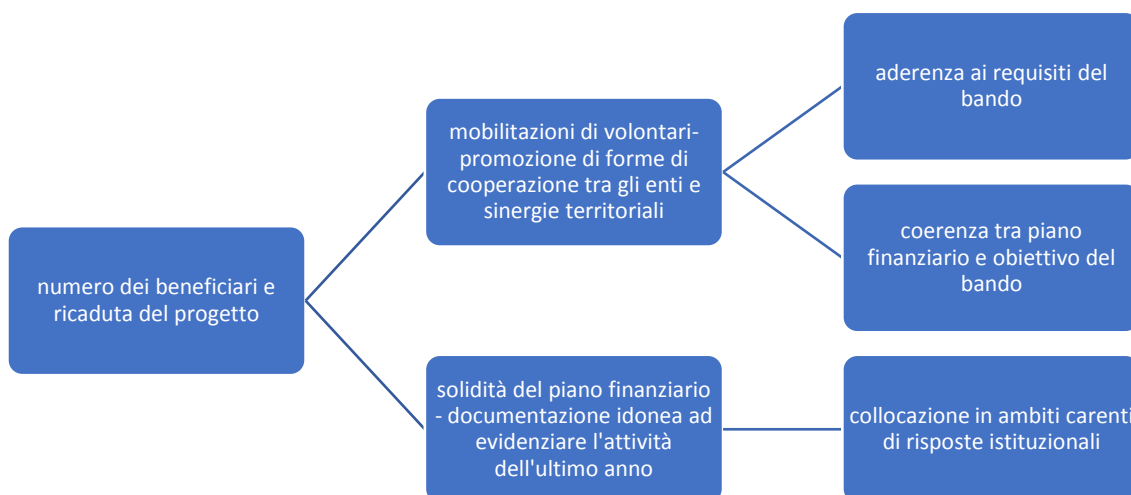 numero dei beneficiari e
ricaduta del progetto
mobilitazioni di volontari-
promozione di forme di
cooperazione tra gli enti e
sinergie territoriali
aderenza ai requisiti del
bando
coerenza tra piano
finanziario e obiettivo del
bando
solidità del piano finanziario
- documentazione idonea ad
evidenziare l'attività
dell'ultimo anno
collocazione in ambiti carenti
di risposte istituzionali